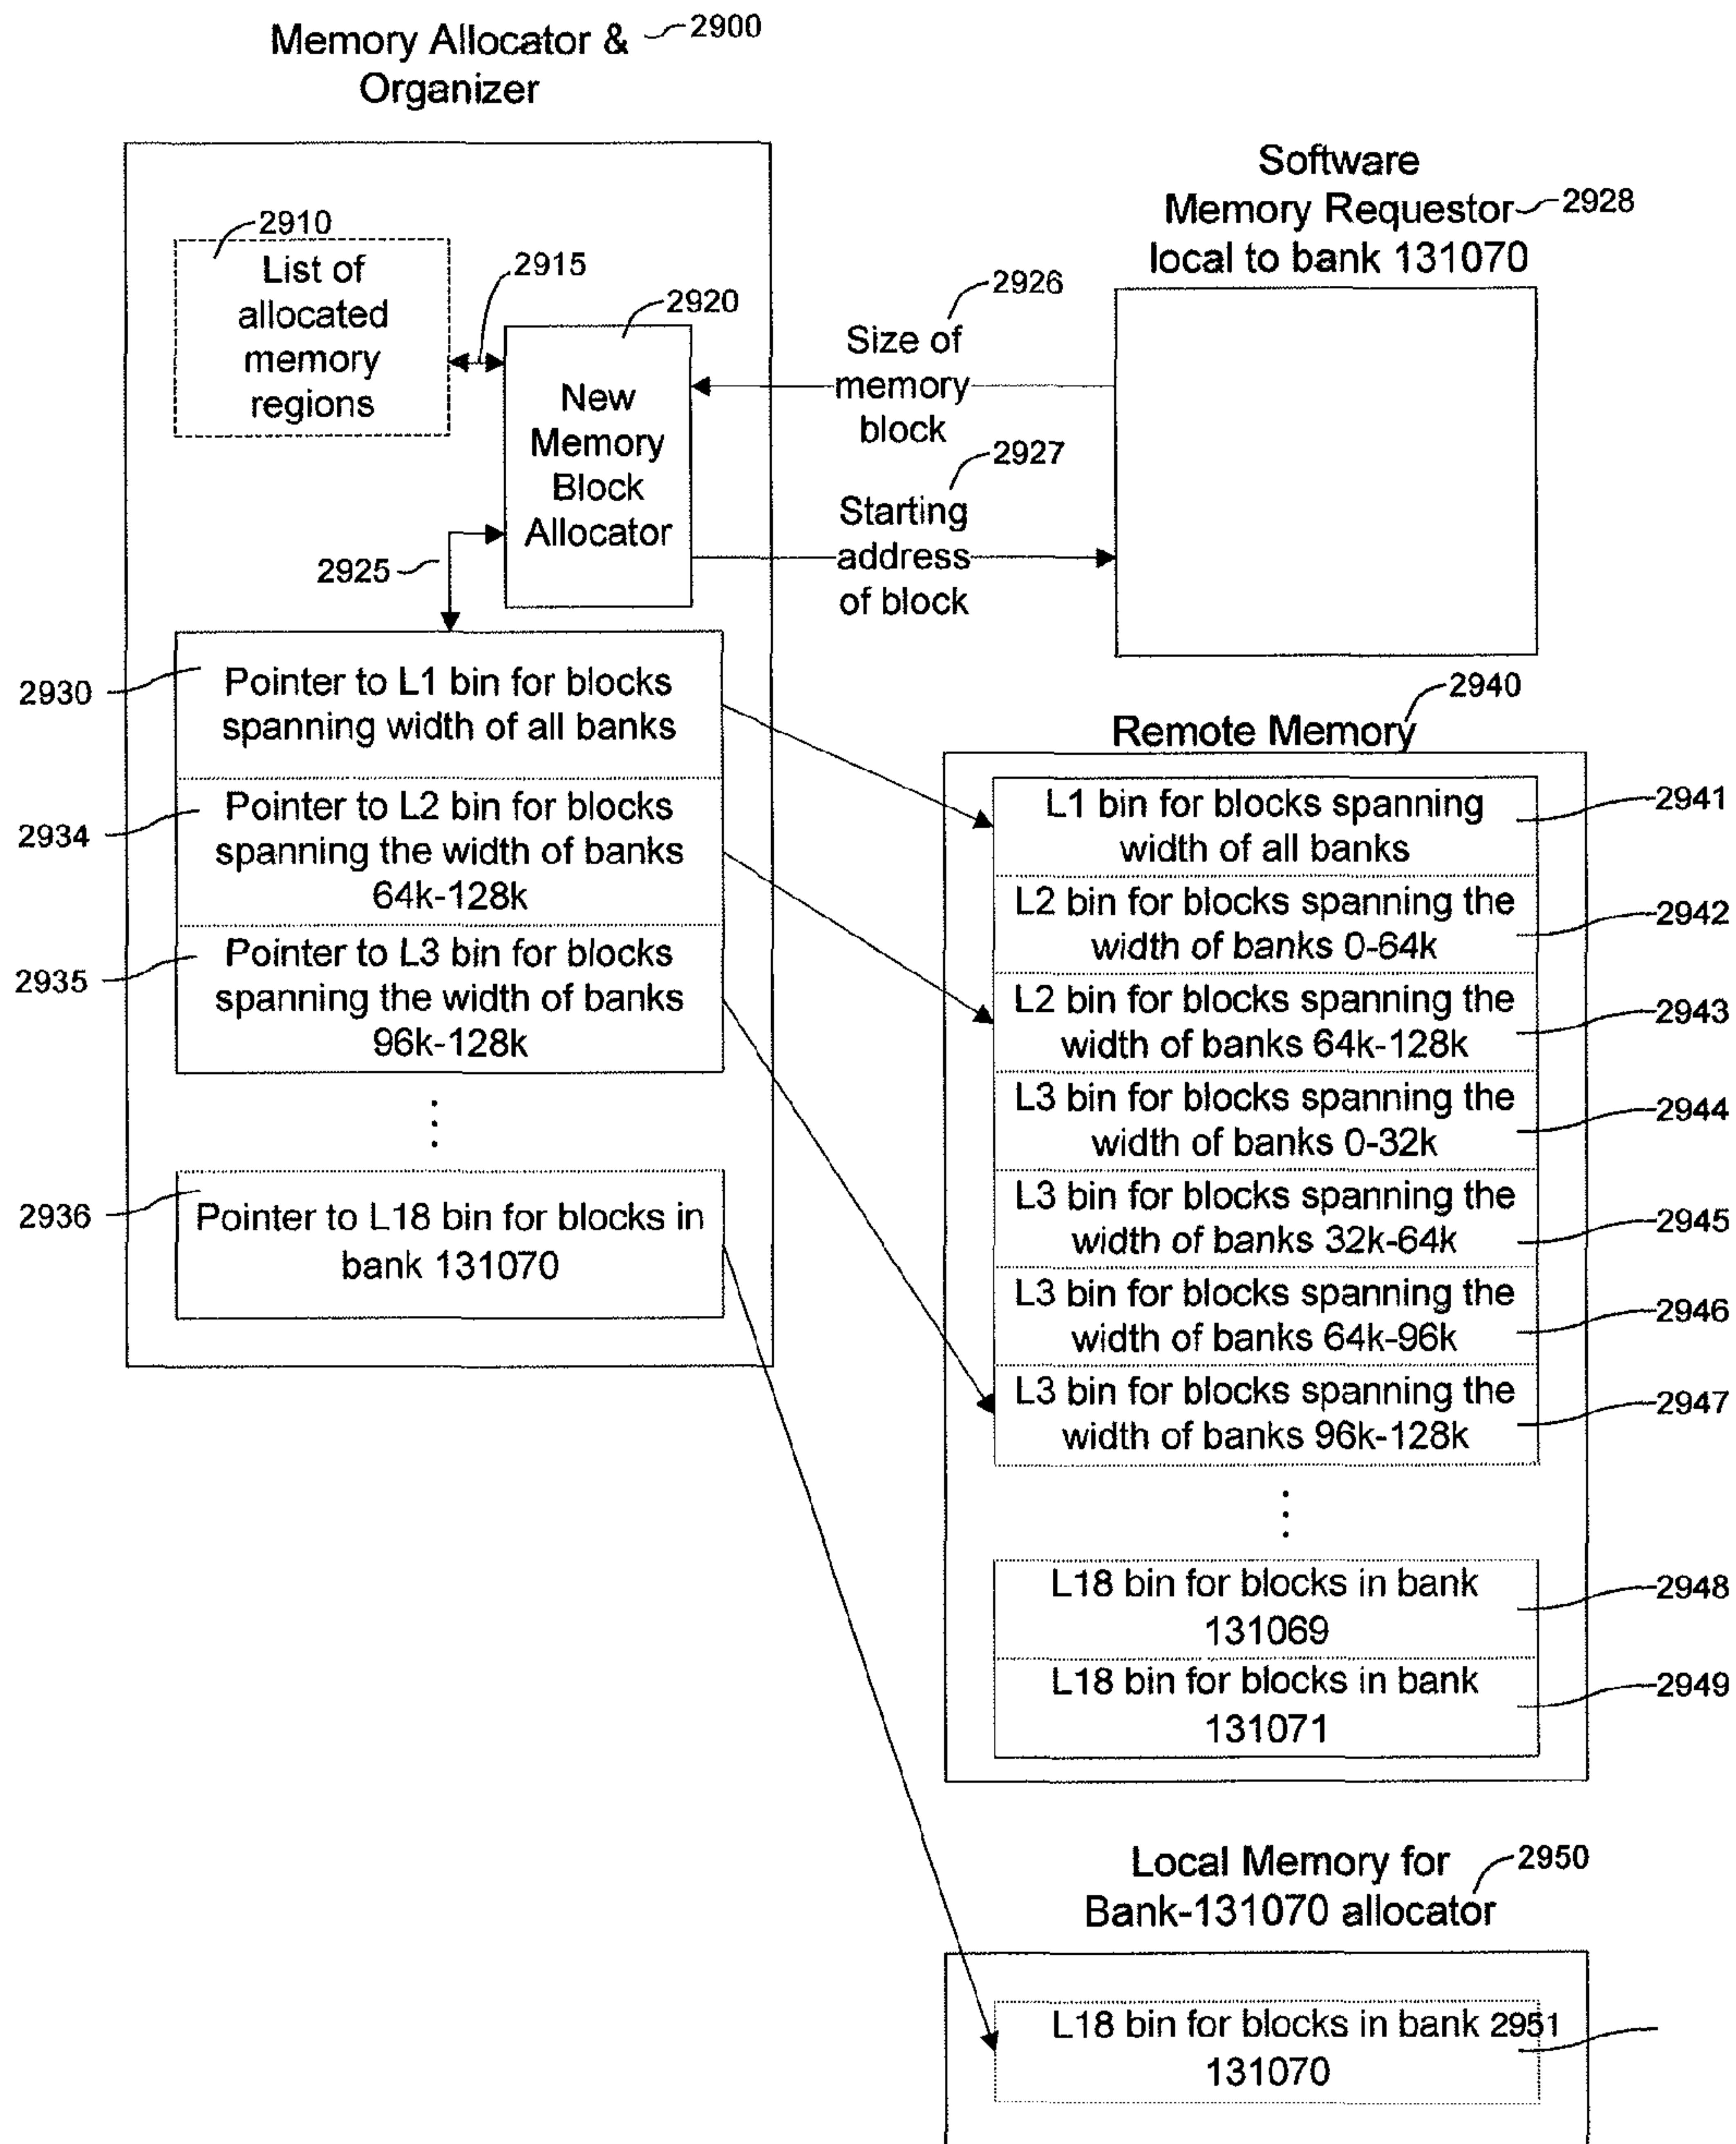 Memory Allocator & 2900
Organizer
2910
List of
allocated
memory
regions
2915
2920
New
Memory
Block
Allocator
2925
Software
Memory Requestor 2928
local to bank 131070
2926
Size of
memory
block
2927
Starting
address
of block
2930
Pointer to L1 bin for blocks
spanning width of all banks
2934
Pointer to L2 bin for blocks
spanning the width of banks
64k-128k
2935
Pointer to L3 bin for blocks
spanning the width of banks
96k-128k
2936
Pointer to L18 bin for blocks in
bank 131070
2940
Remote Memory
L1 bin for blocks spanning
width of all banks
2941
L2 bin for blocks spanning the
width of banks 0-64k
2942
L2 bin for blocks spanning the
width of banks 64k-128k
2943
L3 bin for blocks spanning the
width of banks 0-32k
2944
L3 bin for blocks spanning the
width of banks 32k-64k
2945
L3 bin for blocks spanning the
width of banks 64k-96k
2946
L3 bin for blocks spanning the
width of banks 96k-128k
2947
L18 bin for blocks in bank
131069
2948
L18 bin for blocks in bank
131071
2949
Local Memory for 2950
Bank-131070 allocator
L18 bin for blocks in bank 2951
131070